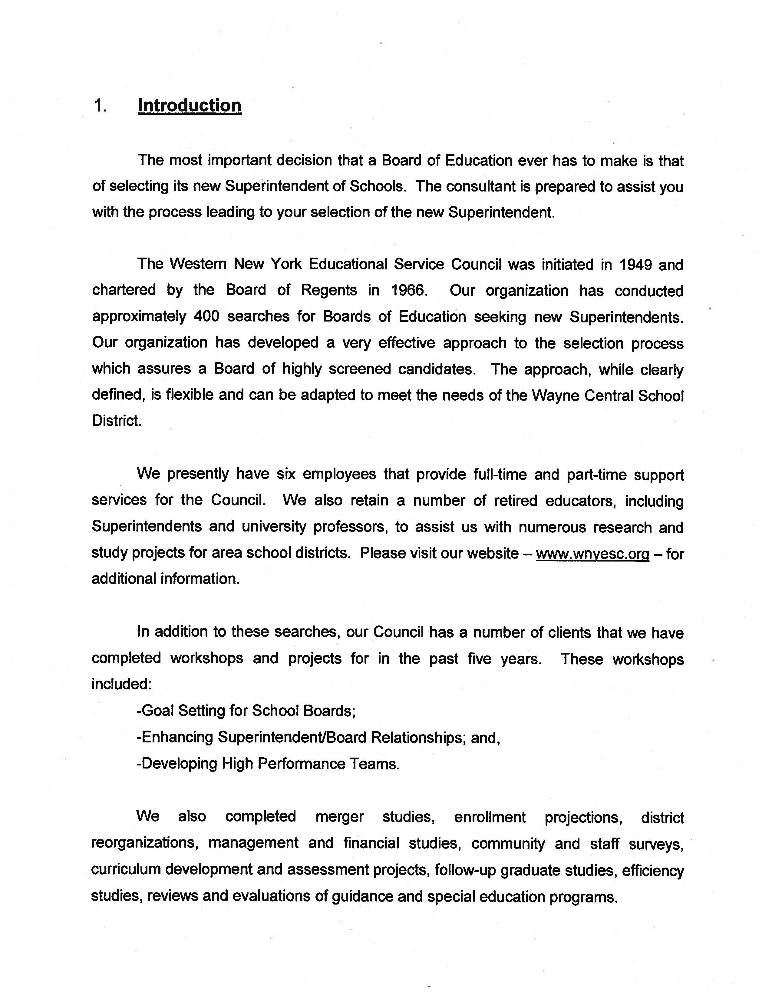 1. Introduction
The most important decision that a Board of Education ever has to make is that
of selecting its new Superintendent of Schools. The consultant is prepared to assist you
with the process leading to your selection of the new Superintendent.
The Western New York Educational Service Council was initiated in 1949 and
chartered by the Board of Regents in 1966. Our organization has conducted
approximately 400 searches for Boards of Education seeking new Superintendents.
Our organization has developed a very effective approach to the selection process
which assures a Board of highly screened candidates. The approach, while clearly
defined, is flexible and can be adapted to meet the needs of the Wayne Central School
District.
We presently have six employees that provide full-time and part-time support
services for the Council. We also retain a number of retired educators, including
Superintendents and university professors, to assist us with numerous research and
study projects for area school districts. Please visit our website – www.wnyesc.org – for
additional information.
In addition to these searches, our Council has a number of clients that we have
completed workshops and projects for in the past five years. These workshops
included:
-Goal Setting for School Boards;
-Enhancing Superintendent/Board Relationships; and,
-Developing High Performance Teams.
We also completed merger studies, enrollment projections, district
reorganizations, management and financial studies, community and staff surveys,
curriculum development and assessment projects, follow-up graduate studies, efficiency
studies, reviews and evaluations of guidance and special education programs.